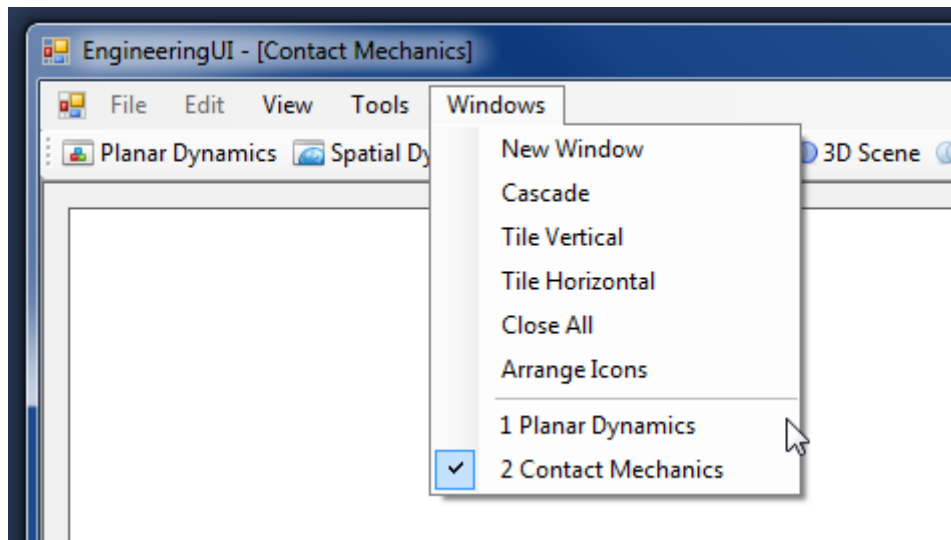 EngineeringUI - [Contact Mechanics]
File Edit View Tools Windows
Planar Dynamics Spatial 3D Scene
New Window
Cascade
Tile Vertical
Tile Horizontal
Close All
Arrange Icons
1 Planar Dynamics
2 Contact Mechanics